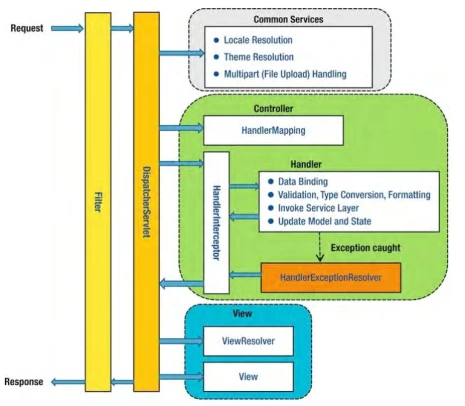 Request
Response
Filter
DispatcherServlet
Common Services
Locale Resolution
Theme Resolution
Multipart (File Upload) Handling
Controller
HandlerMapping
HandlerInterceptor
Handler
Data Binding
Validation, Type Conversion, Formatting
Invoke Service Layer
Update Model and State
Exception caught
HandlerExceptionResolver
View
ViewResolver
View